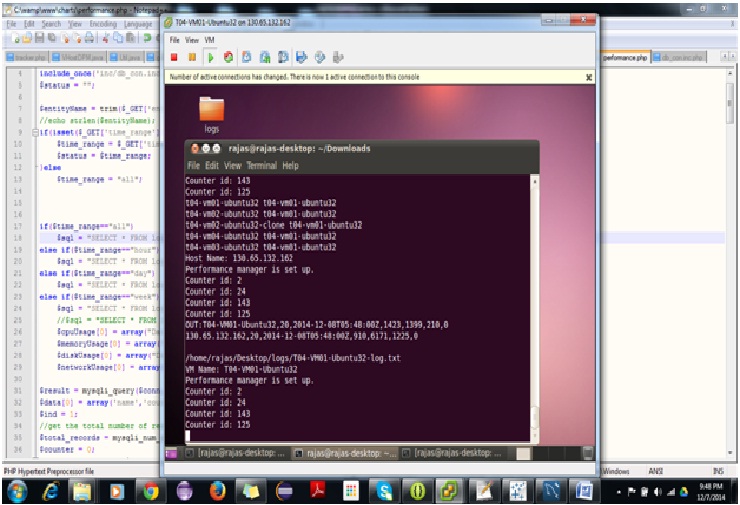 C:\wamp\www\charts\performance.php - Notepad++
File Edit Search View Encoding Language
performance.php
4 include_once('inc/db_con.inc
5 $status = "";
6
7 $entityName = trim($_GET['en
8 //echo strlen($entityName);
9 if(isset($_GET['time_range']
10 $time_range = $_GET['tim
11 $status = $time_range;
12 }else
13 $time_range = "all";
14
15
16
17 if($time_range=="all")
18 $sql = "SELECT * FROM lo
19 else if($time_range=="hour")
20 $sql = "SELECT * FROM lo
21 else if($time_range=="day")
22 $sql = "SELECT * FROM lo
23 else if($time_range=="week")
24 $sql = "SELECT * FROM lo
25 //$sql = "SELECT * FROM
26 $cpuUsage[0] = array("Da
27 $memoryUsage[0] = array(
28 $diskUsage[0] = array("D
29 $networkUsage[0] = array
30
31 $result = mysqli_query($conn
32 $data[0] = array('name','cou
33 $ind = 1;
34 //get the total number of re
35 $total_records = mysqli_num_
36 $counter = 0;
PHP Hypertext Preprocessor file
Windows ANSI INS
T04-VM01-Ubuntu32 on 130.65.132.162
File View VM
Number of active connections has changed. There is now 1 active connection to this console
logs
rajas@rajas-desktop: ~/Downloads
File Edit View Terminal Help
Counter id: 143
Counter id: 125
t04-vm01-ubuntu32 t04-vm01-ubuntu32
t04-vm02-ubuntu32 t04-vm01-ubuntu32
t04-vm02-ubuntu32-clone t04-vm01-ubuntu32
t04-vm04-ubuntu32 t04-vm01-ubuntu32
t04-vm03-ubuntu32 t04-vm01-ubuntu32
Host Name: 130.65.132.162
Performance manager is set up.
Counter id: 2
Counter id: 24
Counter id: 143
Counter id: 125
OUT:T04-VM01-Ubuntu32,20,2014-12-08T05:48:00Z,1423,1399,210,0
130.65.132.162,20,2014-12-08T05:48:00Z,910,6171,1225,0
/home/rajas/Desktop/logs/T04-VM01-Ubuntu32-log.txt
VM Name: T04-VM01-Ubuntu32
Performance manager is set up.
Counter id: 2
Counter id: 24
Counter id: 143
Counter id: 125
[rajas@rajas-desktop: ... rajas@rajas-desktop: ~... [rajas@rajas-desktop: ...
9:48 PM
12/7/2014